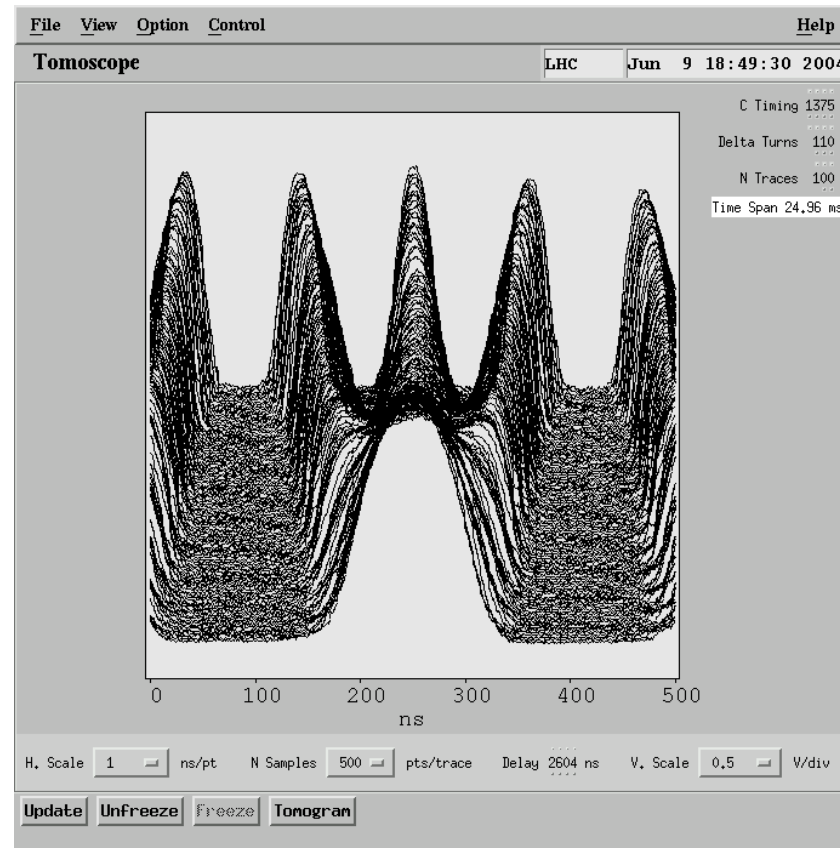 File View Option Control Help
Tomoscope LHC Jun 9 18:49:30 2004
C Timing 1375
Delta Turns 110
N Traces 100
Time Span 24.96 ms
0 100 200 300 400 500
ns
H. Scale 1 ns/pt N Samples 500 pts/trace Delay 2604 ns V. Scale 0.5 V/div
Update Unfreeze Freeze Tomogram